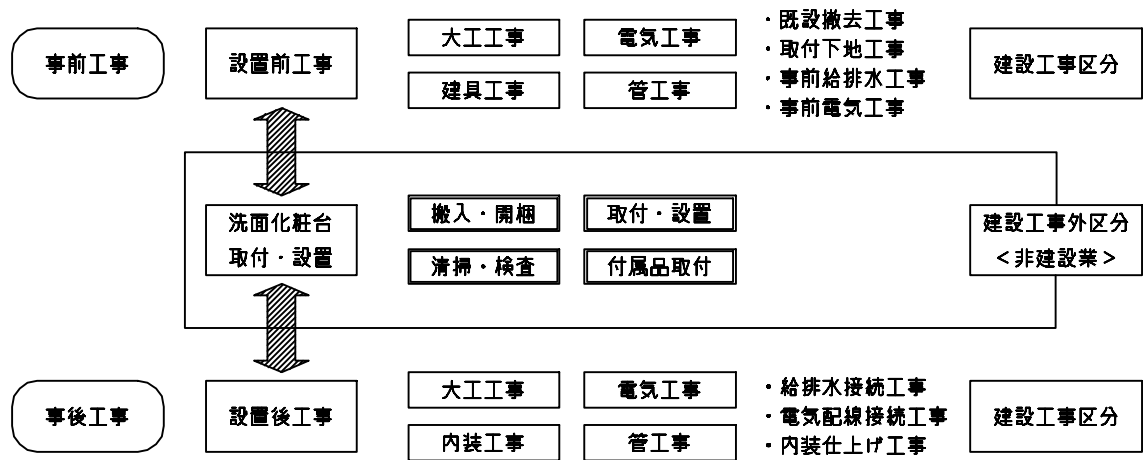 事前工事
設置前工事
大工工事
電気工事
建具工事
管工事
・既設撤去工事
・取付下地工事
・事前給排水工事
・事前電気工事
建設工事区分
洗面化粧台
取付・設置
搬入・開梱
取付・設置
清掃・検査
付属品取付
建設工事外区分
＜非建設業＞
事後工事
設置後工事
大工工事
電気工事
内装工事
管工事
・給排水接続工事
・電気配線接続工事
・内装仕上げ工事
建設工事区分